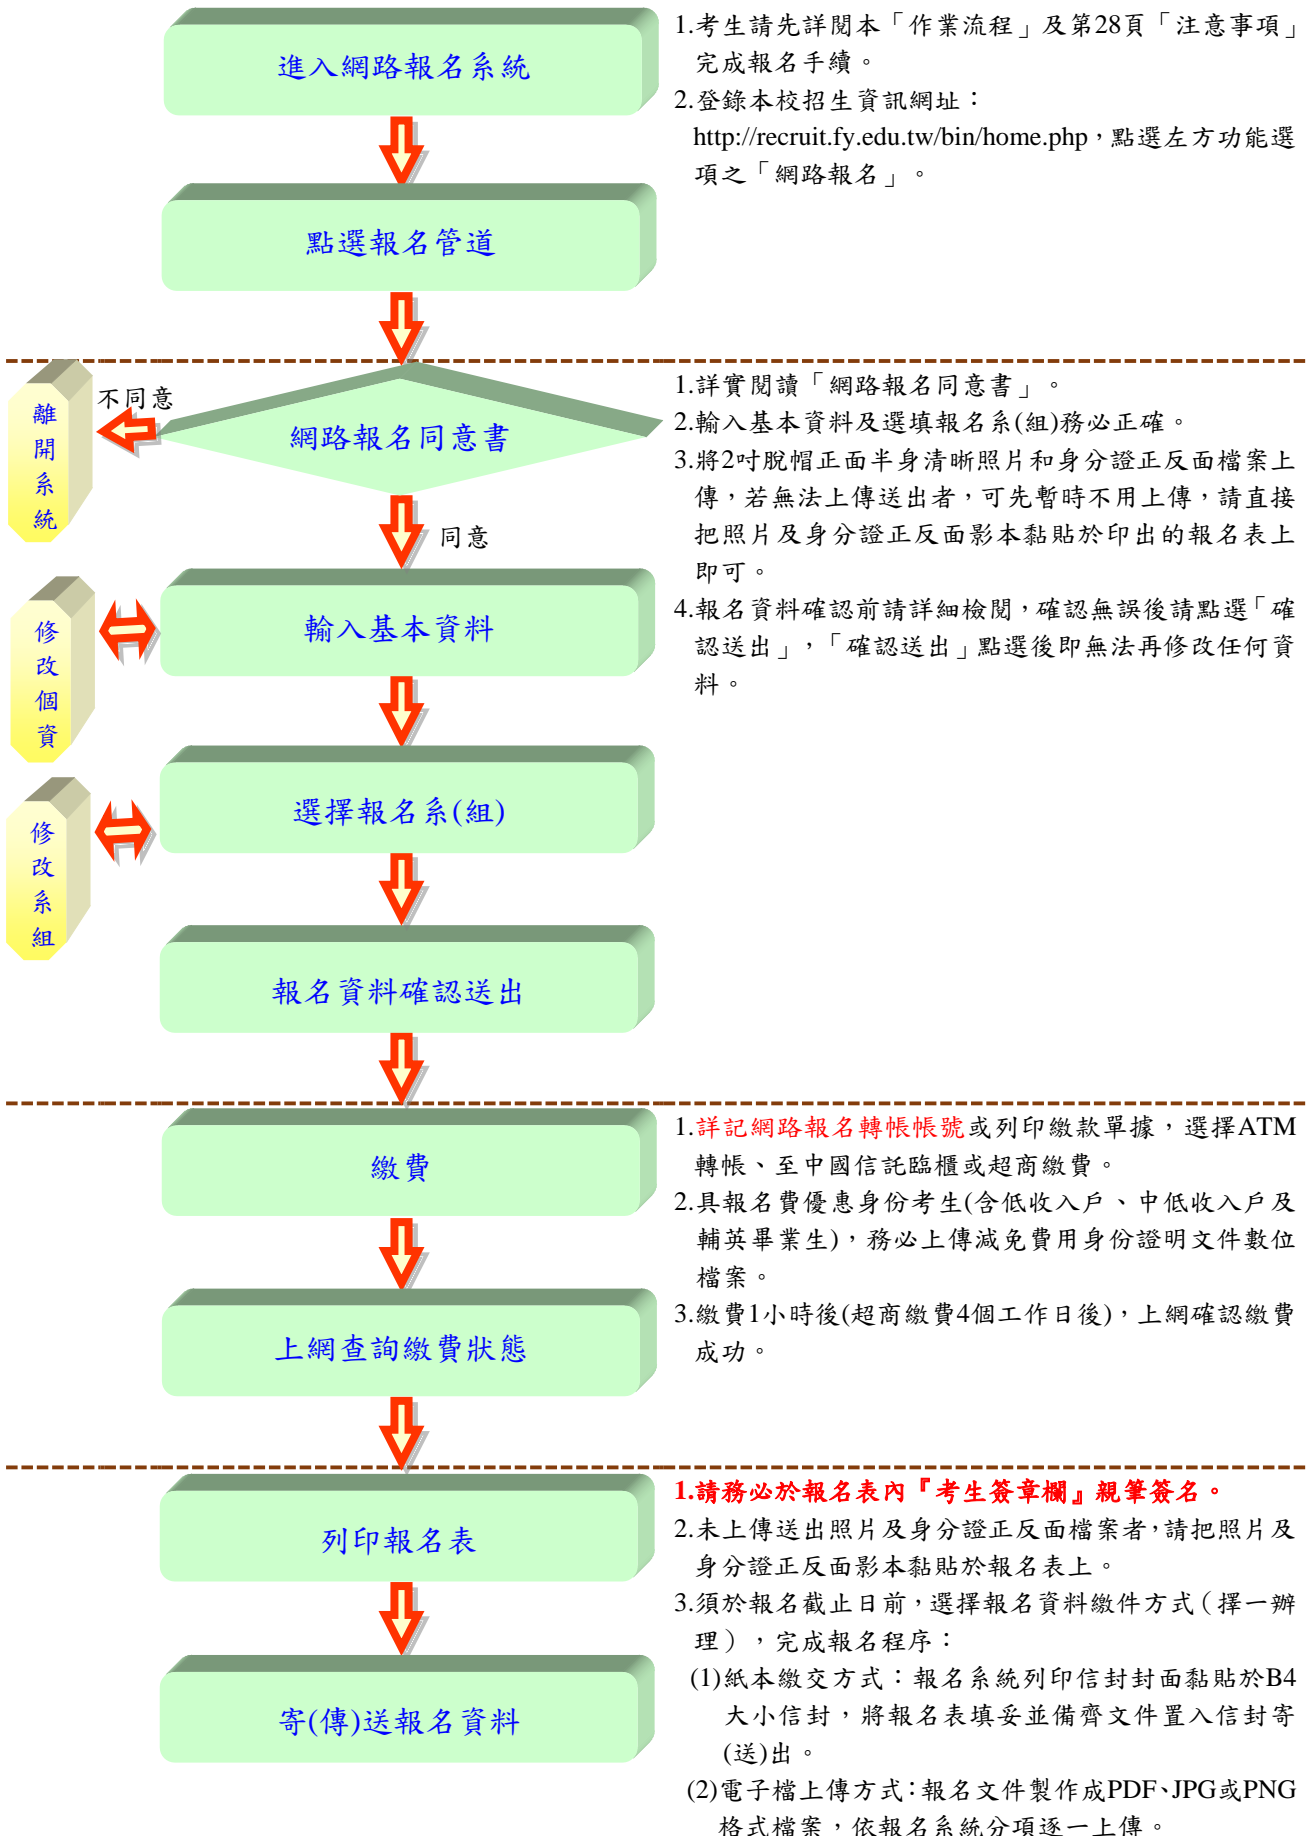 進入網路報名系統
1.考生請先詳閱本「作業流程」及第28頁「注意事項」
完成報名手續。
2.登錄本校招生資訊網址：
http://recruit.fy.edu.tw/bin/home.php，點選左方功能選
項之「網路報名」。
點選報名管道
離開系統
不同意
網路報名同意書
同意
1.詳實閱讀「網路報名同意書」。
2.輸入基本資料及選填報名系(組)務必正確。
3.將2吋脫帽正面半身清晰照片和身分證正反面檔案上
傳，若無法上傳送出者，可先暫時不用上傳，請直接
把照片及身分證正反面影本黏貼於印出的報名表上
即可。
4.報名資料確認前請詳細檢閱，確認無誤後請點選「確
認送出」，「確認送出」點選後即無法再修改任何資
料。
修改個資
輸入基本資料
修改系組
選擇報名系(組)
報名資料確認送出
繳費
1.詳記網路報名轉帳帳號或列印繳款單據，選擇ATM
轉帳、至中國信託臨櫃或超商繳費。
2.具報名費優惠身份考生(含低收入戶、中低收入戶及
輔英畢業生)，務必上傳減免費用身份證明文件數位
檔案。
3.繳費1小時後(超商繳費4個工作日後)，上網確認繳費
成功。
上網查詢繳費狀態
列印報名表
1.請務必於報名表內『考生簽章欄』親筆簽名。
2.未上傳送出照片及身分證正反面檔案者，請把照片及
身分證正反面影本黏貼於報名表上。
3.須於報名截止日前，選擇報名資料繳件方式（擇一辦
理），完成報名程序：
(1)紙本繳交方式：報名系統列印信封封面黏貼於B4
大小信封，將報名表填妥並備齊文件置入信封寄
(送)出。
(2)電子檔上傳方式：報名文件製作成PDF、JPG或PNG
格式檔案，依報名系統分項逐一上傳。
寄(傳)送報名資料